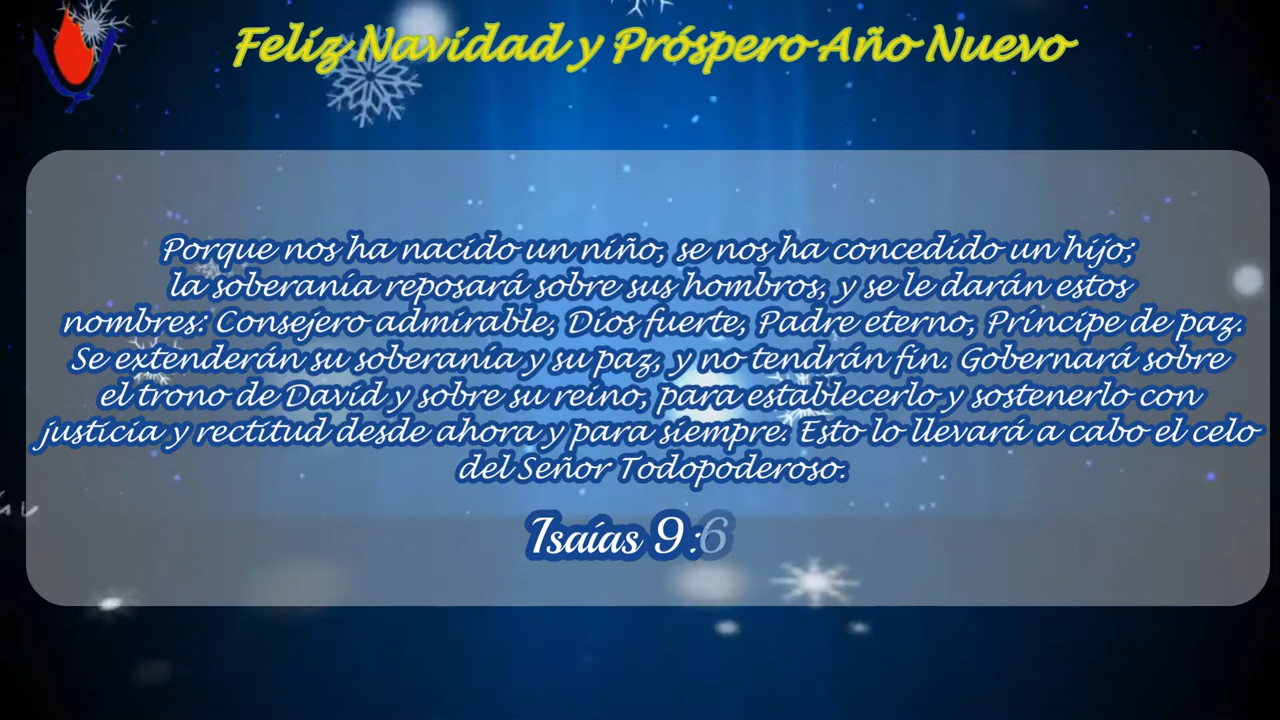 Feliz Navidad y Próspero Año Nuevo
Porque nos ha nacido un niño, se nos ha concedido un hijo;
la soberanía reposará sobre sus hombros, y se le darán estos
nombres: Consejero admirable, Dios fuerte, Padre eterno, Príncipe de paz.
Se extenderán su soberanía y su paz, y no tendrán fin. Gobernará sobre
el trono de David y sobre su reino, para establecerlo y sostenerlo con
justicia y rectitud desde ahora y para siempre. Esto lo llevará a cabo el celo
del Señor Todopoderoso.
Isaías 9:6